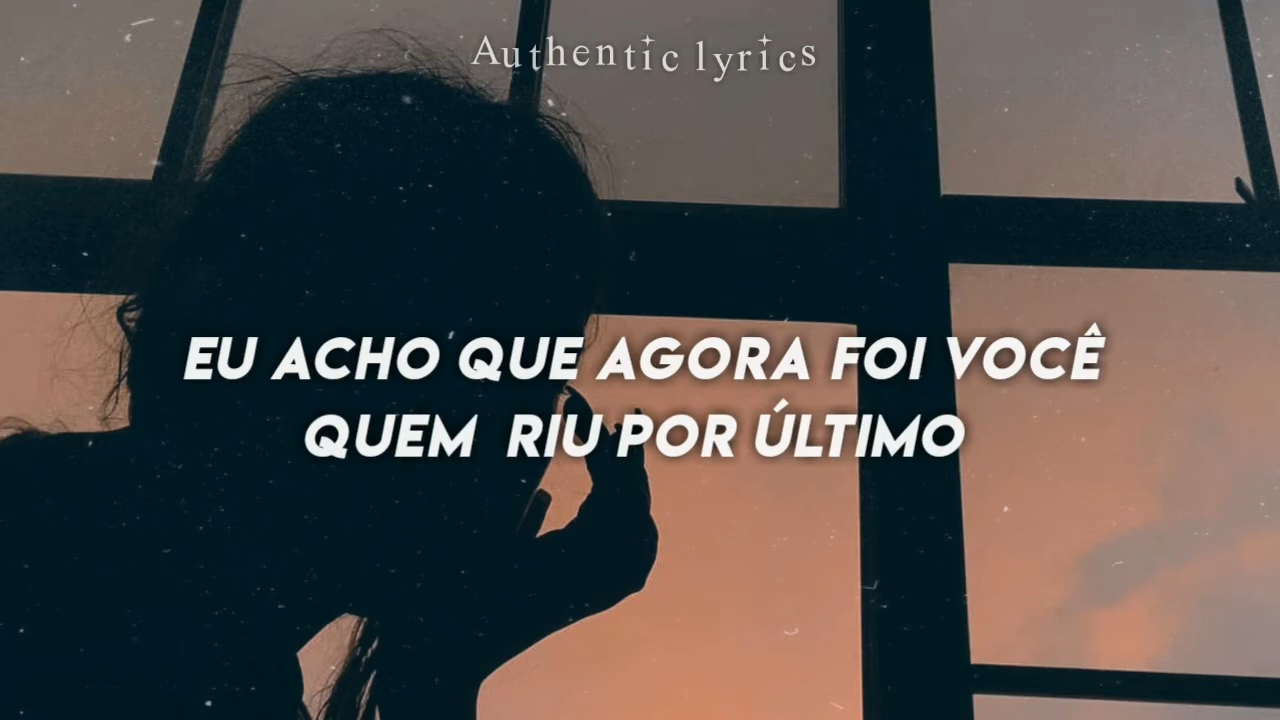 Authentic lyrics
EU ACHO QUE AGORA FOI VOCÊ
QUEM RIU POR ÚLTIMO